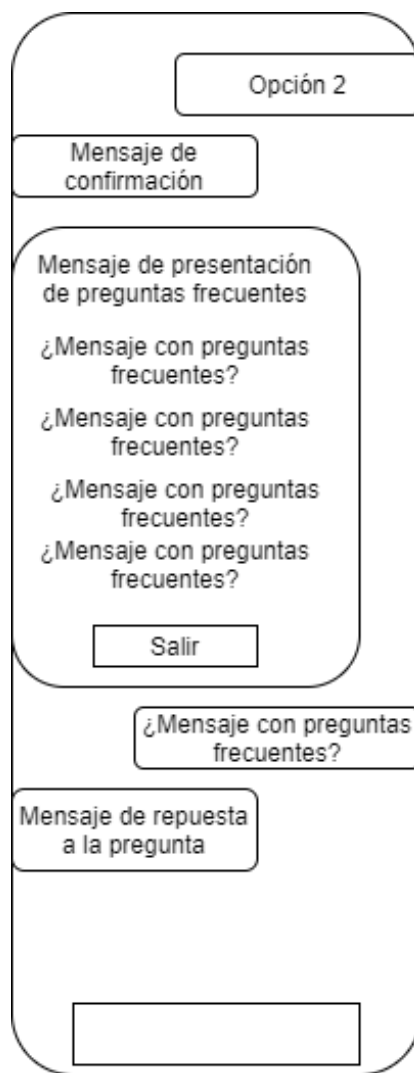 Opción 2
Mensaje de
confirmación
Mensaje de presentación
de preguntas frecuentes
¿Mensaje con preguntas
frecuentes?
¿Mensaje con preguntas
frecuentes?
¿Mensaje con preguntas
frecuentes?
¿Mensaje con preguntas
frecuentes?
Salir
¿Mensaje con preguntas
frecuentes?
Mensaje de repuesta
a la pregunta